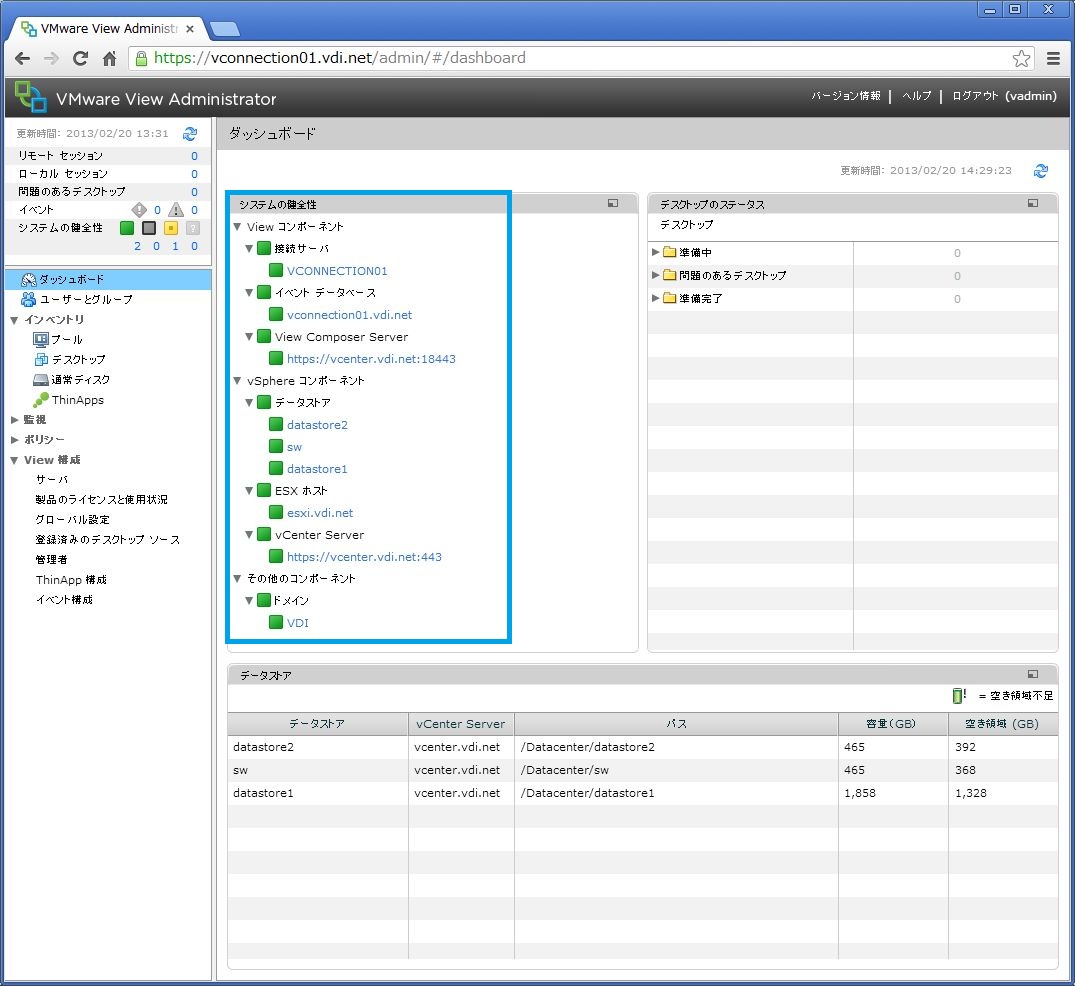 VMware View Administr
https://vconnection01.vdi.net/admin/#/dashboard
VMware View Administrator
バージョン情報 | ヘルプ | ログアウト (vadmin)
更新時間: 2013/02/20 13:31
リモート セッション 0
ローカル セッション 0
問題のあるデスクトップ 0
イベント 0 0
システムの健全性
2 0 1 0
ダッシュボード
ユーザーとグループ
インベントリ
プール
デスクトップ
通常ディスク
ThinApps
監視
ポリシー
View 構成
サーバ
製品のライセンスと使用状況
グローバル設定
登録済みのデスクトップ ソース
管理者
ThinApp 構成
イベント構成
ダッシュボード
更新時間: 2013/02/20 14:29:23
システムの健全性
View コンポーネント
接続サーバ
VCONNECTION01
イベント データベース
vconnection01.vdi.net
View Composer Server
https://vcenter.vdi.net:18443
vSphere コンポーネント
データストア
datastore2
sw
datastore1
ESX ホスト
esxi.vdi.net
vCenter Server
https://vcenter.vdi.net:443
その他のコンポーネント
ドメイン
VDI
デスクトップのステータス
デスクトップ
準備中 0
問題のあるデスクトップ 0
準備完了 0
データストア
! = 空き領域不足
データストア vCenter Server パス 容量(GB) 空き領域 (GB)
datastore2 vcenter.vdi.net /Datacenter/datastore2 465 392
sw vcenter.vdi.net /Datacenter/sw 465 368
datastore1 vcenter.vdi.net /Datacenter/datastore1 1,858 1,328